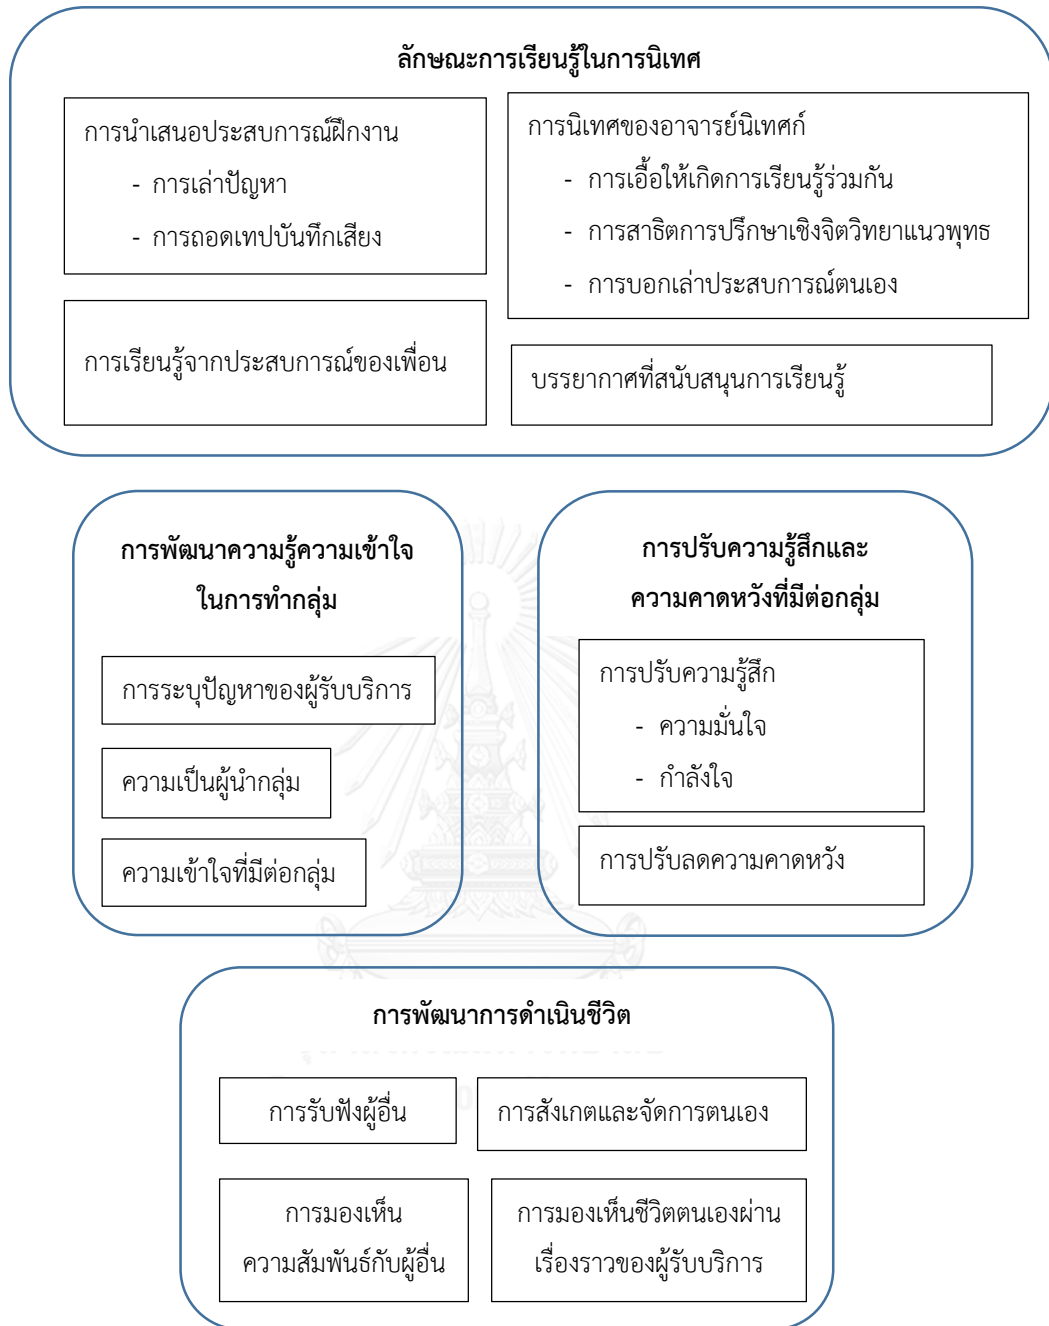 ลักษณะการเรียนรู้ในการนิเทศ
การนำเสนอประสบการณ์ฝึกงาน
- การเล่าปัญหา
- การถอดเทปบันทึกเสียง
การนิเทศของอาจารย์นิเทศก์
- การเอื้อให้เกิดการเรียนรู้ร่วมกัน
- การสาธิตการปรึกษาเชิงจิตวิทยาแนวพุทธ
- การบอกเล่าประสบการณ์ตนเอง
การเรียนรู้จากประสบการณ์ของเพื่อน
บรรยากาศที่สนับสนุนการเรียนรู้
การพัฒนาความรู้ความเข้าใจ
ในการทำกลุ่ม
การระบุปัญหาของผู้รับบริการ
ความเป็นผู้นำกลุ่ม
ความเข้าใจที่มีต่อกลุ่ม
การปรับความรู้สึกและ
ความคาดหวังที่มีต่อกลุ่ม
การปรับความรู้สึก
- ความมั่นใจ
- กำลังใจ
การปรับลดความคาดหวัง
การพัฒนาการดำเนินชีวิต
การรับฟังผู้อื่น
การสังเกตและจัดการตนเอง
การมองเห็น
ความสัมพันธ์กับผู้อื่น
การมองเห็นชีวิตตนเองผ่าน
เรื่องราวของผู้รับบริการ